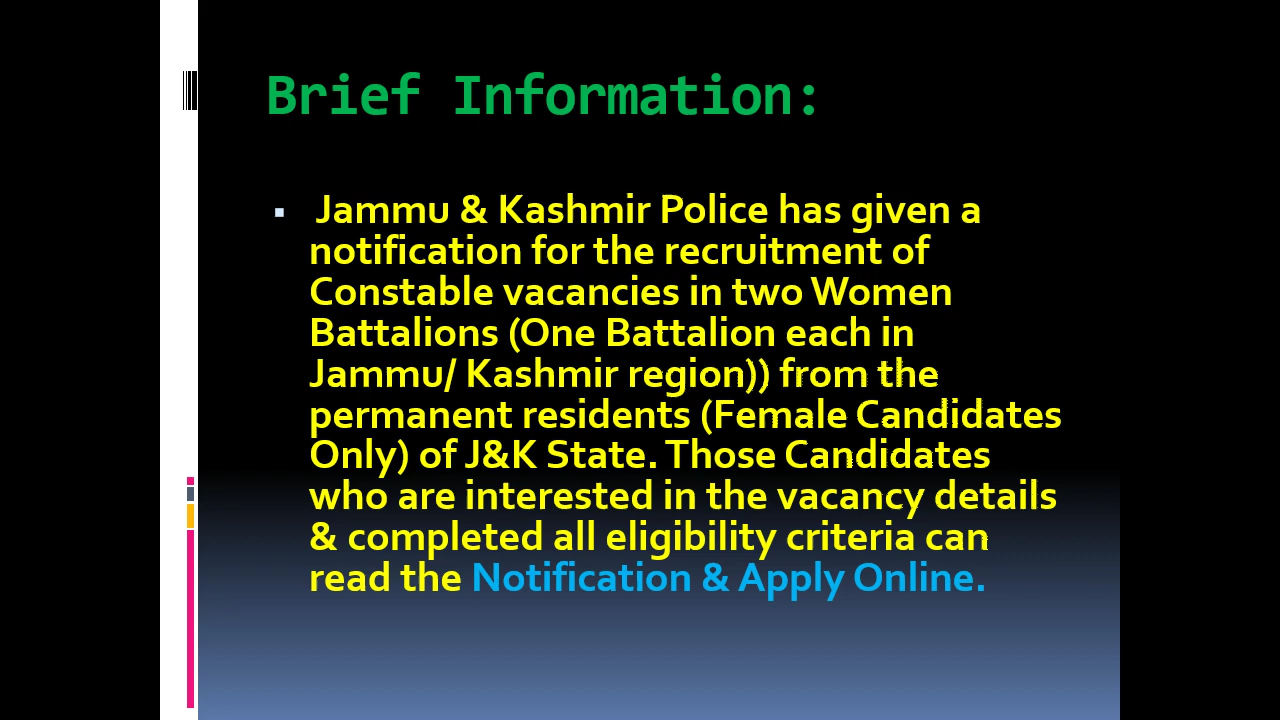 Brief Information:
▪ Jammu & Kashmir Police has given a
notification for the recruitment of
Constable vacancies in two Women
Battalions (One Battalion each in
Jammu/ Kashmir region)) from the
permanent residents (Female Candidates
Only) of J&K State. Those Candidates
who are interested in the vacancy details
& completed all eligibility criteria can
read the Notification & Apply Online.